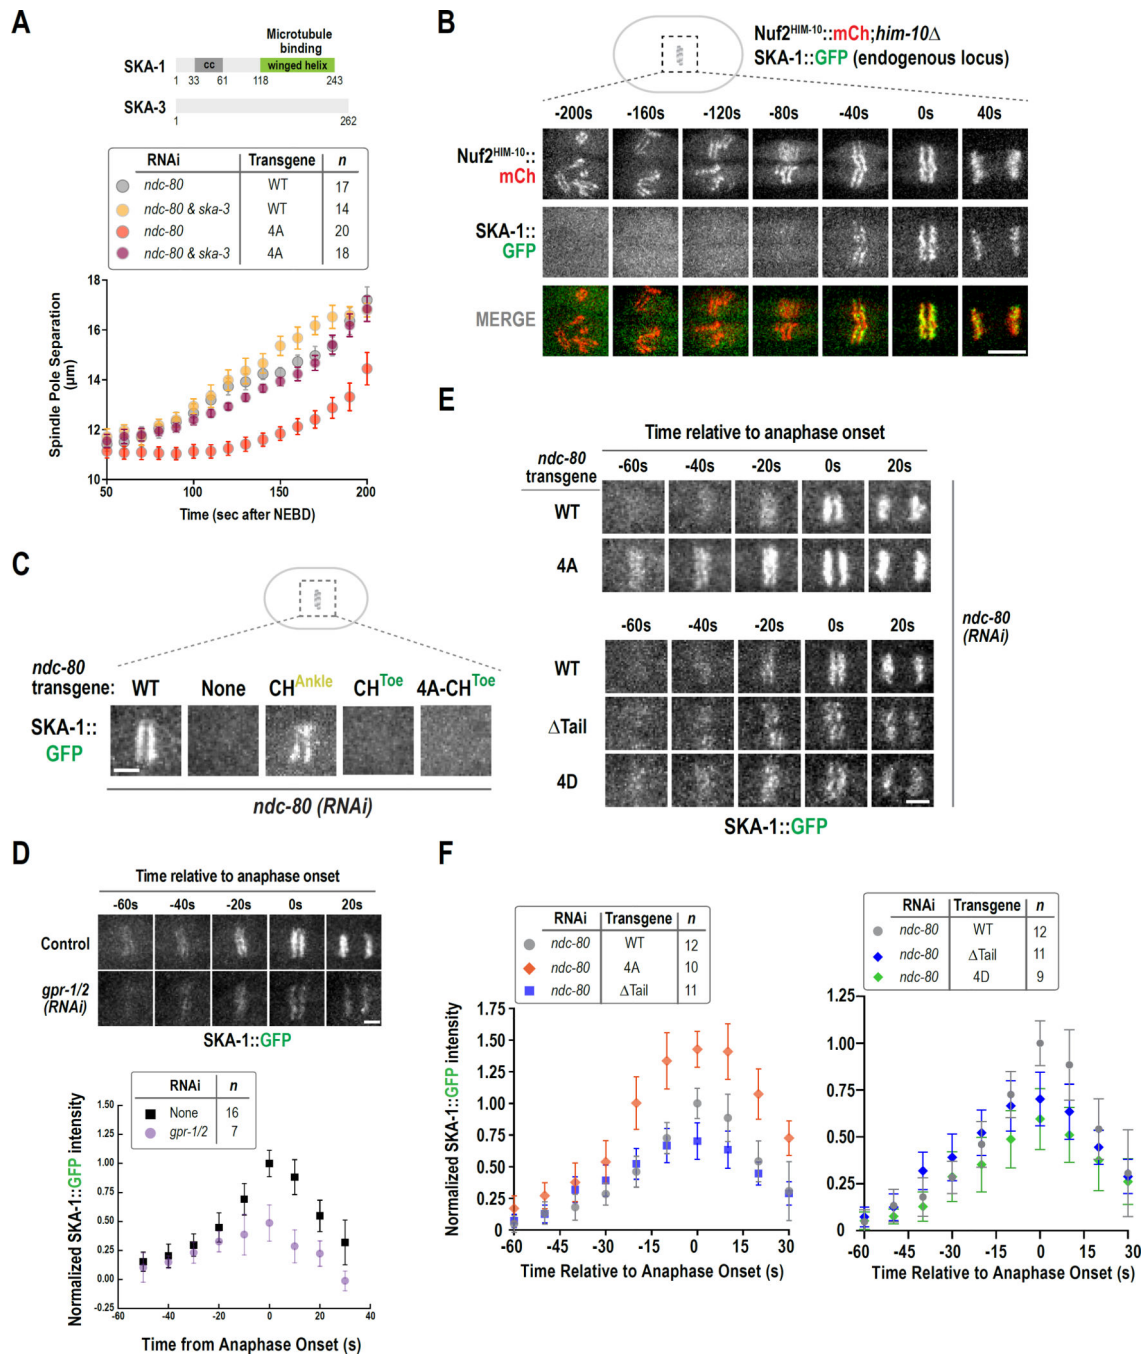 A
Microtubule
binding
SKA-1
cc
winged helix
1 33 61 118 243
SKA-3
1 262
RNAi Transgene n
ndc-80 WT 17
ndc-80 & ska-3 WT 14
ndc-80 4A 20
ndc-80 & ska-3 4A 18
Spindle Pole Separation
(µm)
18
16
14
12
10
50 100 150 200
Time (sec after NEBD)
B
Nuf2HIM-10::mCh;him-10Δ
SKA-1::GFP (endogenous locus)
-200s -160s -120s -80s -40s 0s 40s
Nuf2HIM-10::
mCh
SKA-1::
GFP
MERGE
C
ndc-80
transgene: WT None CHAnkle CHToe 4A-CHToe
SKA-1::
GFP
ndc-80 (RNAi)
D
Time relative to anaphase onset
-60s -40s -20s 0s 20s
Control
gpr-1/2
(RNAi)
SKA-1::GFP
RNAi n
None 16
gpr-1/2 7
Normalized SKA-1::GFP intensity
1.50
1.25
1.00
0.75
0.50
0.25
0.00
-0.25
-60 -40 -20 0 20 40
Time from Anaphase Onset (s)
E
Time relative to anaphase onset
ndc-80
transgene
-60s -40s -20s 0s 20s
WT
4A
-60s -40s -20s 0s 20s
WT
ΔTail
4D
ndc-80
(RNAi)
SKA-1::GFP
F
RNAi Transgene n
ndc-80 WT 12
ndc-80 4A 10
ndc-80 ΔTail 11
Normalized SKA-1::GFP intensity
1.75
1.50
1.25
1.00
0.75
0.50
0.25
0
-60 -45 -30 -15 0 15 30
Time Relative to Anaphase Onset (s)
RNAi Transgene n
ndc-80 WT 12
ndc-80 ΔTail 11
ndc-80 4D 9
1.25
1.00
0.75
0.50
0.25
0
-60 -45 -30 -15 0 15 30
Time Relative to Anaphase Onset (s)